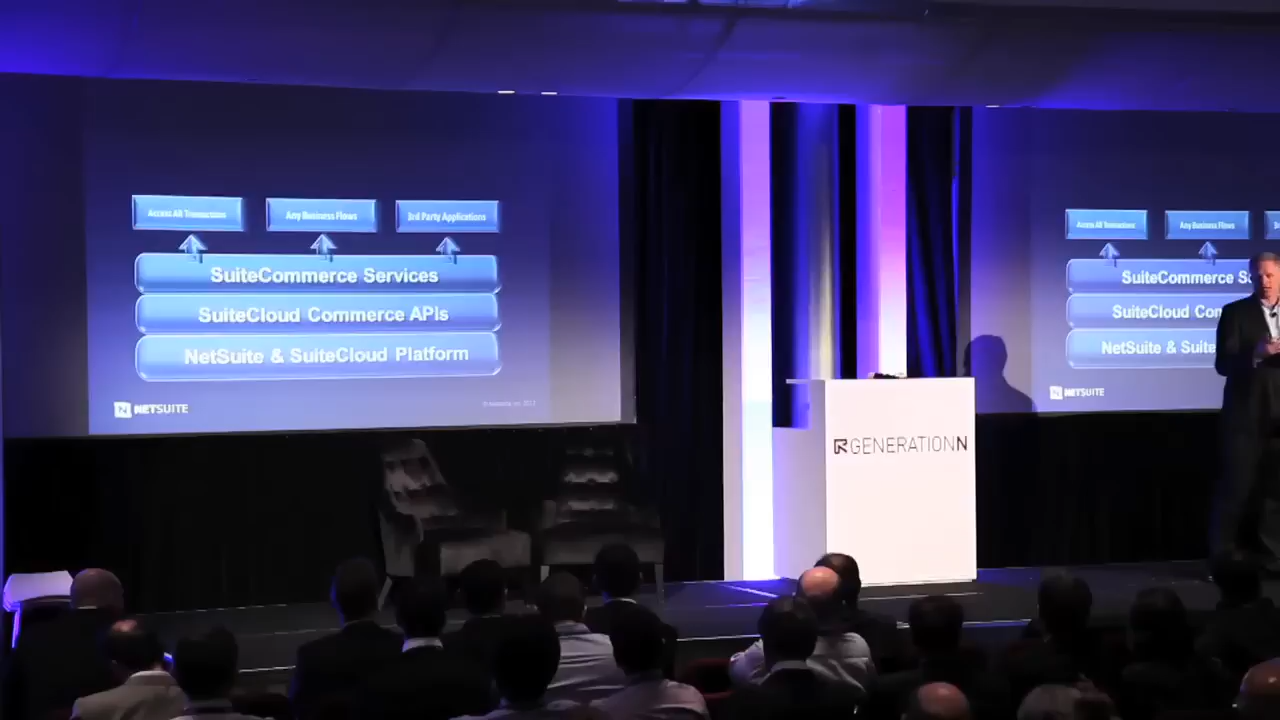 Access All Transactions
Any Business Flows
3rd Party Applications
SuiteCommerce Services
SuiteCloud Commerce APIs
NetSuite & SuiteCloud Platform
N NETSUITE
GENERATIONN
Access All Transactions
Any Business Flows
SuiteCommerce
SuiteCloud
NetSuite & Suite
NETSUITE